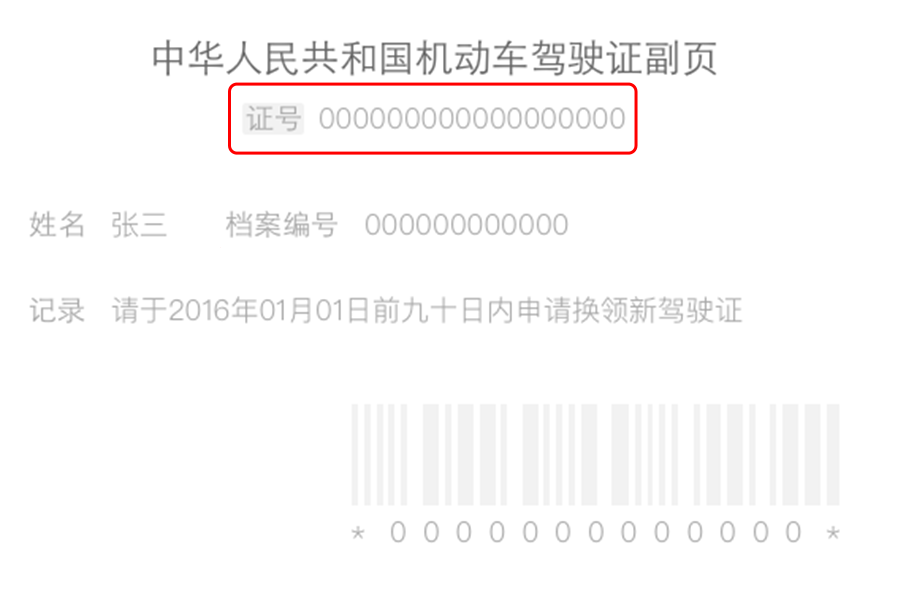 中华人民共和国机动车驾驶证副页
证号 000000000000000000
姓名 张三 档案编号 000000000000
记录 请于2016年01月01日前九十日内申请换领新驾驶证
* 0 0 0 0 0 0 0 0 0 0 0 0 0 *